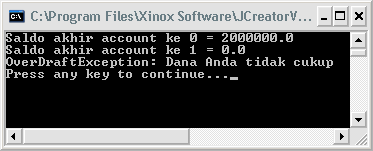 C:\Program Files\Xinox Software\JCreatorV...
Saldo akhir account ke 0 = 2000000.0
Saldo akhir account ke 1 = 0.0
OverDraftException: Dana Anda tidak cukup
Press any key to continue..._